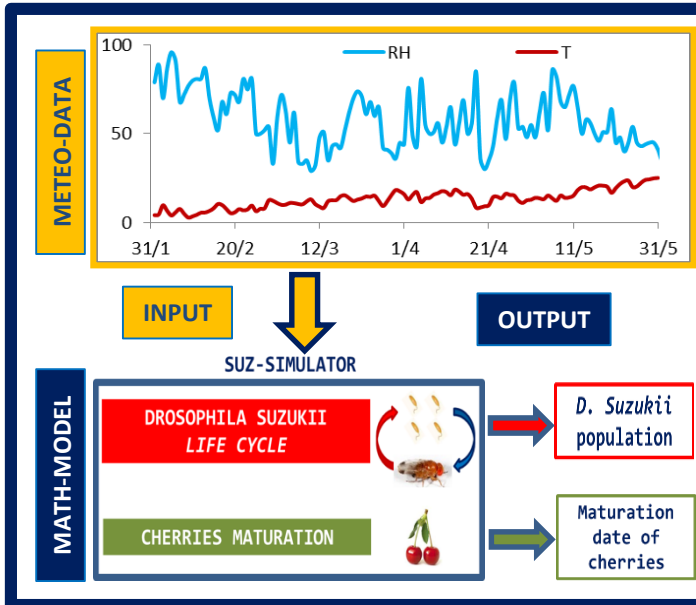 METEO-DATA
100
50
0
RH
T
31/1 20/2 12/3 1/4 21/4 11/5 31/5
INPUT
OUTPUT
SUZ-SIMULATOR
MATH-MODEL
DROSOPHILA SUZUKII
LIFE CYCLE
D. Suzukii
population
CHERRIES MATURATION
Maturation
date of
cherries